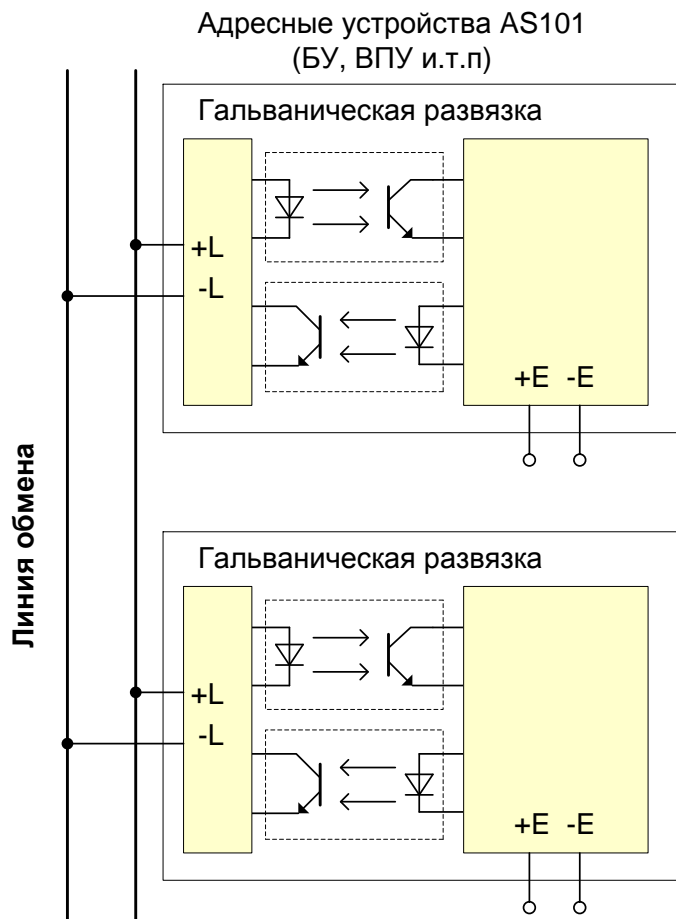 Адресные устройства AS101
(БУ, ВПУ и.т.п)
Гальваническая развязка
+L
-L
+E -E
Линия обмена
Гальваническая развязка
+L
-L
+E -E